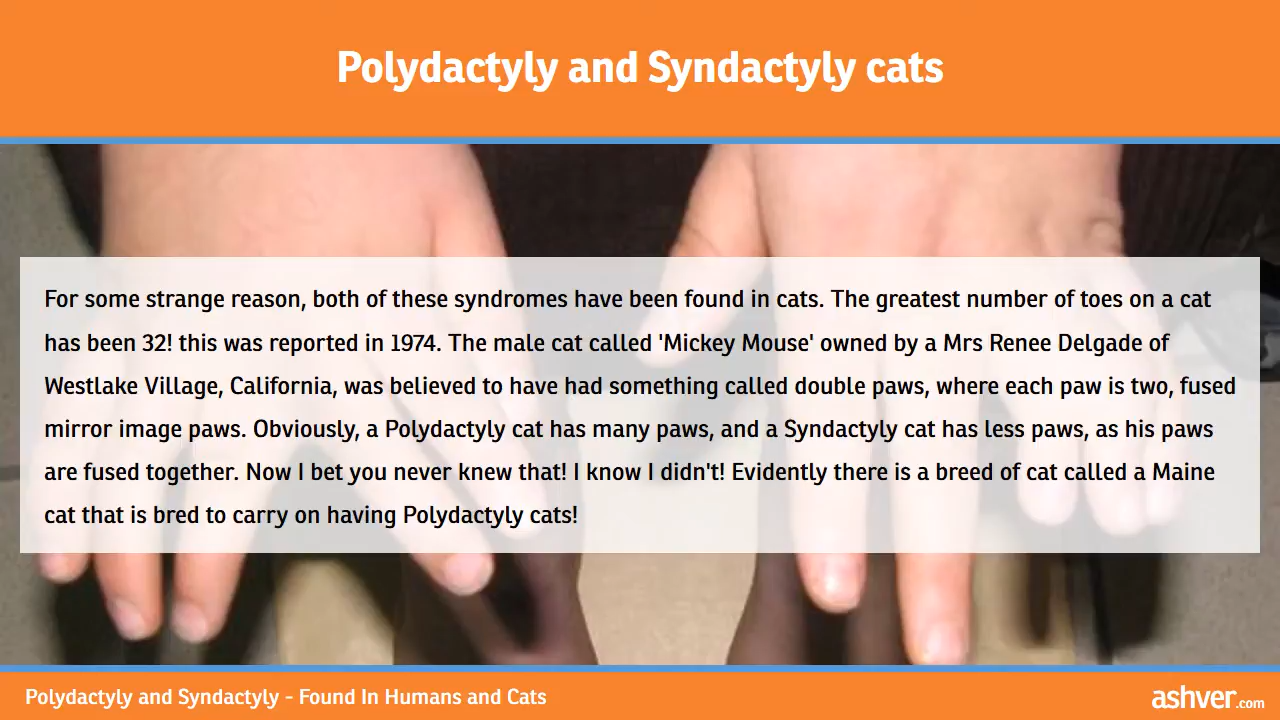 Polydactyly and Syndactyly cats
For some strange reason, both of these syndromes have been found in cats. The greatest number of toes on a cat
has been 32! this was reported in 1974. The male cat called 'Mickey Mouse' owned by a Mrs Renee Delgade of
Westlake Village, California, was believed to have had something called double paws, where each paw is two, fused
mirror image paws. Obviously, a Polydactyly cat has many paws, and a Syndactyly cat has less paws, as his paws
are fused together. Now I bet you never knew that! I know I didn't! Evidently there is a breed of cat called a Maine
cat that is bred to carry on having Polydactyly cats!
Polydactyly and Syndactyly - Found In Humans and Cats
ashver.com